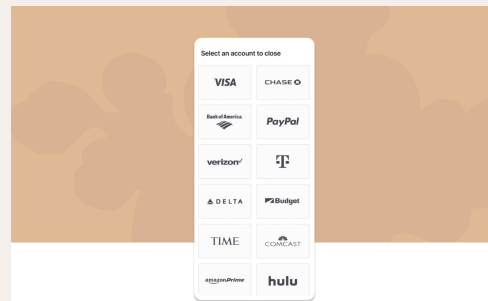 Select an account to close
VISA
CHASE
Bank of America
PayPal
verizon
T
DELTA
Budget
TIME
COMCAST
amazonPrime
hulu